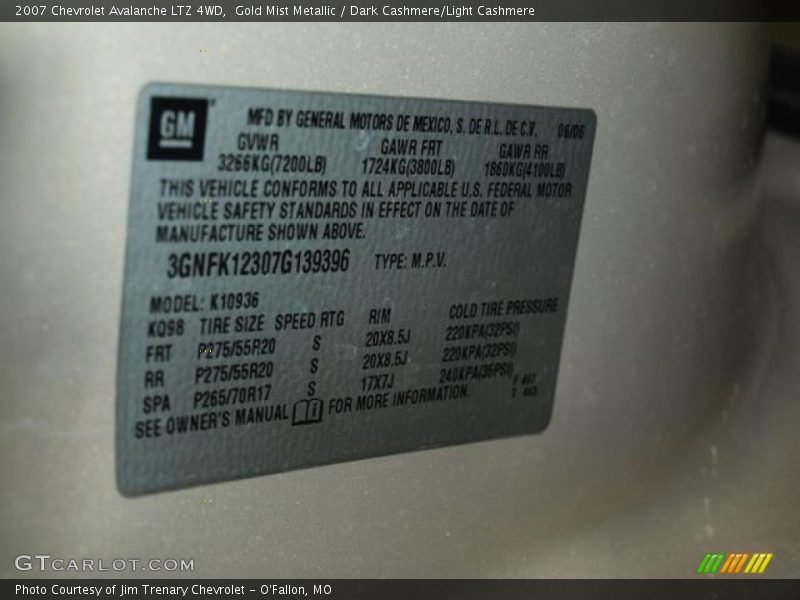 2007 Chevrolet Avalanche LTZ 4WD,  Gold Mist Metallic / Dark Cashmere/Light Cashmere
GM
MFD BY GENERAL MOTORS DE MEXICO, S. DE R.L. DE C.V. 06/06
GVWR GAWR FRT GAWR RR
3266KG(7200LB) 1724KG(3800LB) 1860KG(4100LB)
THIS VEHICLE CONFORMS TO ALL APPLICABLE U.S. FEDERAL MOTOR
VEHICLE SAFETY STANDARDS IN EFFECT ON THE DATE OF
MANUFACTURE SHOWN ABOVE.
3GNFK12307G139396 TYPE: M.P.V.
MODEL: K10936
K098 TIRE SIZE SPEED RTG RIM COLD TIRE PRESSURE
FRT P275/55R20 S 20X8.5J 220KPA(32PSI)
RR P275/55R20 S 20X8.5J 220KPA(32PSI)
SPA P265/70R17 S 17X7J 240KPA(35PSI)
SEE OWNER'S MANUAL FOR MORE INFORMATION.
GTCARLOT.COM
Photo Courtesy of Jim Trenary Chevrolet - O'Fallon, MO